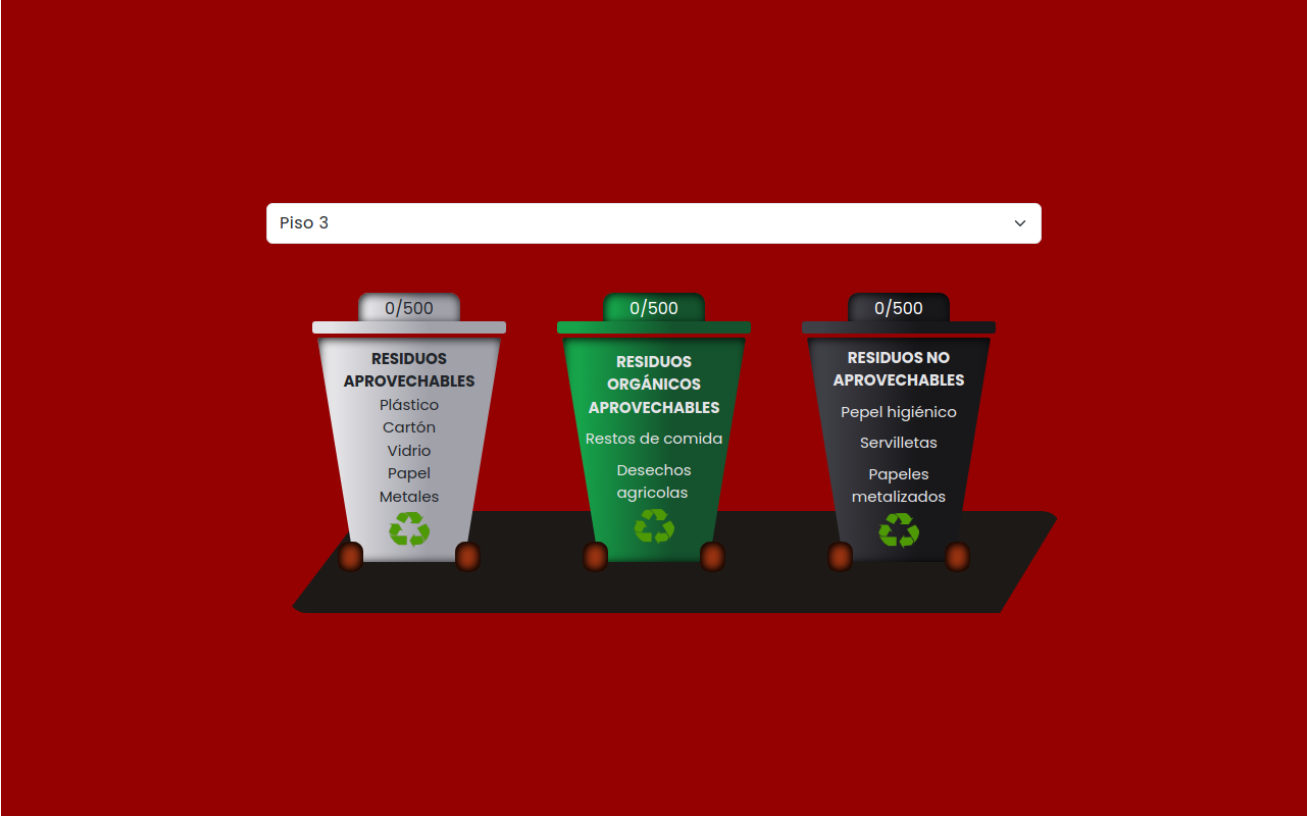 Piso 3
0/500
0/500
0/500
RESIDUOS
APROVECHABLES
Plástico
Cartón
Vidrio
Papel
Metales
RESIDUOS
ORGÁNICOS
APROVECHABLES
Restos de comida
Desechos
agricolas
RESIDUOS NO
APROVECHABLES
Pepel higiénico
Servilletas
Papeles
metalizados